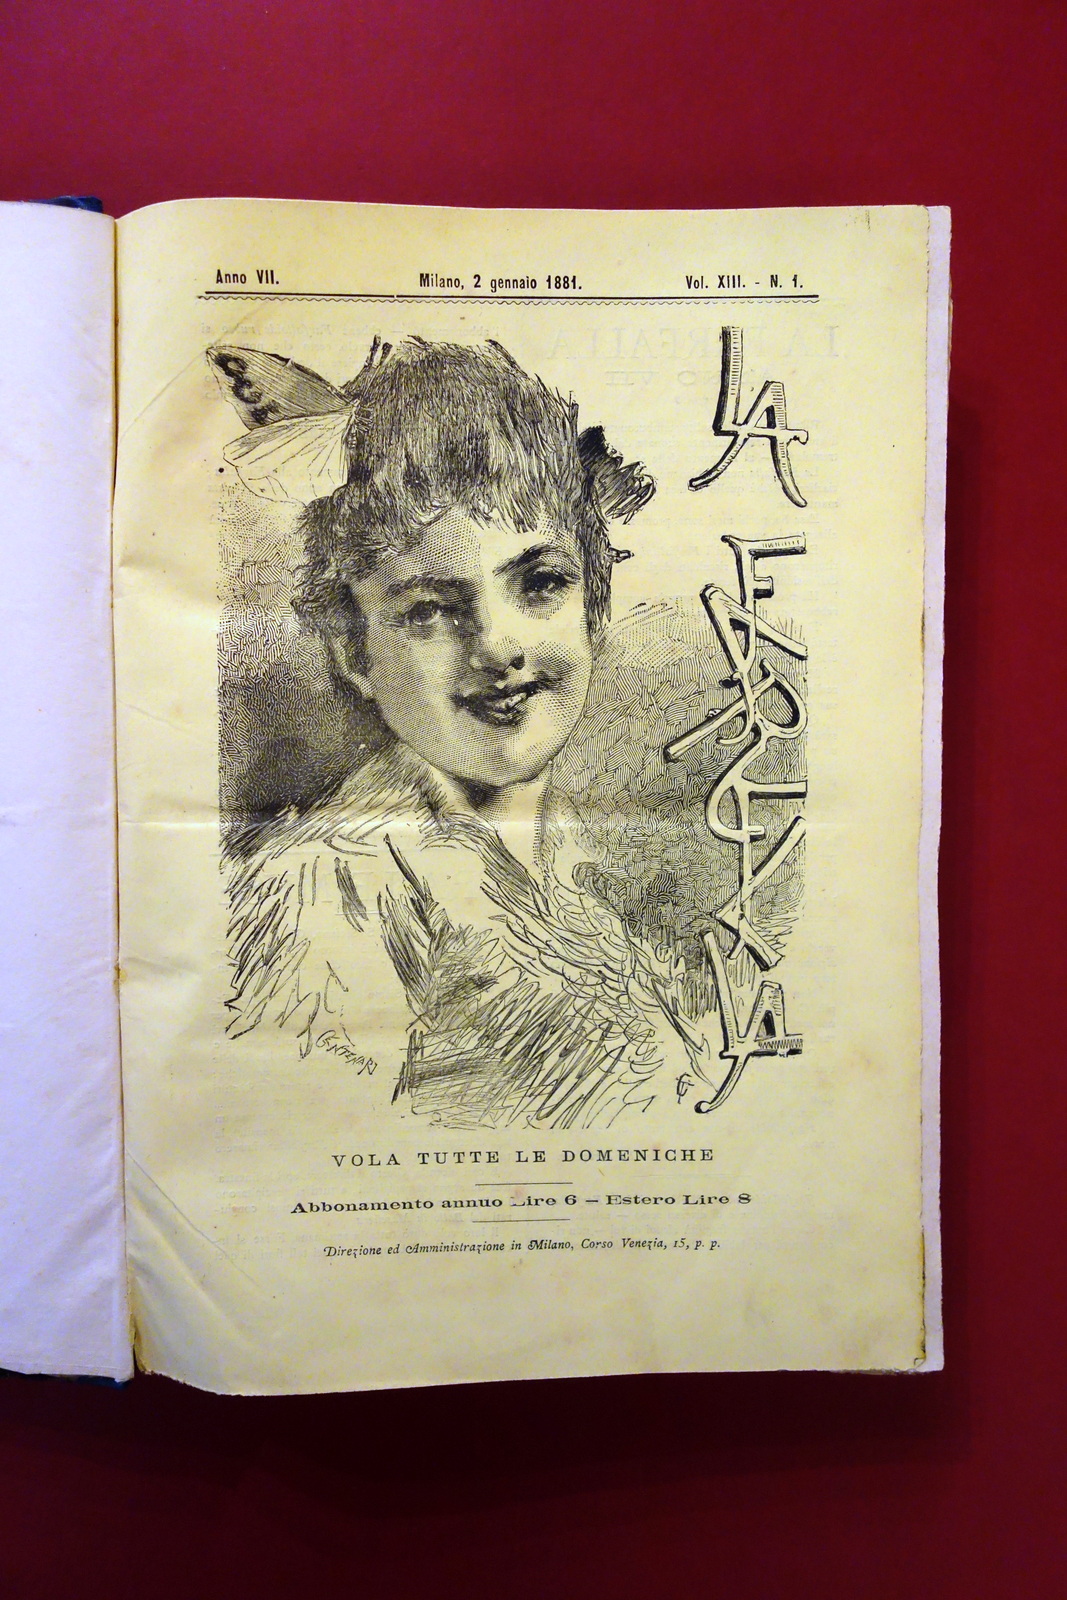 Anno VII. Milano, 2 gennaio 1881. Vol. XIII. - N. 1.
LA
FARFALLA
CENTENARI
VOLA TUTTE LE DOMENICHE
Abbonamento annuo Lire 6 — Estero Lire 8
Direzione ed Amministrazione in Milano, Corso Venezia, 15, p. p.